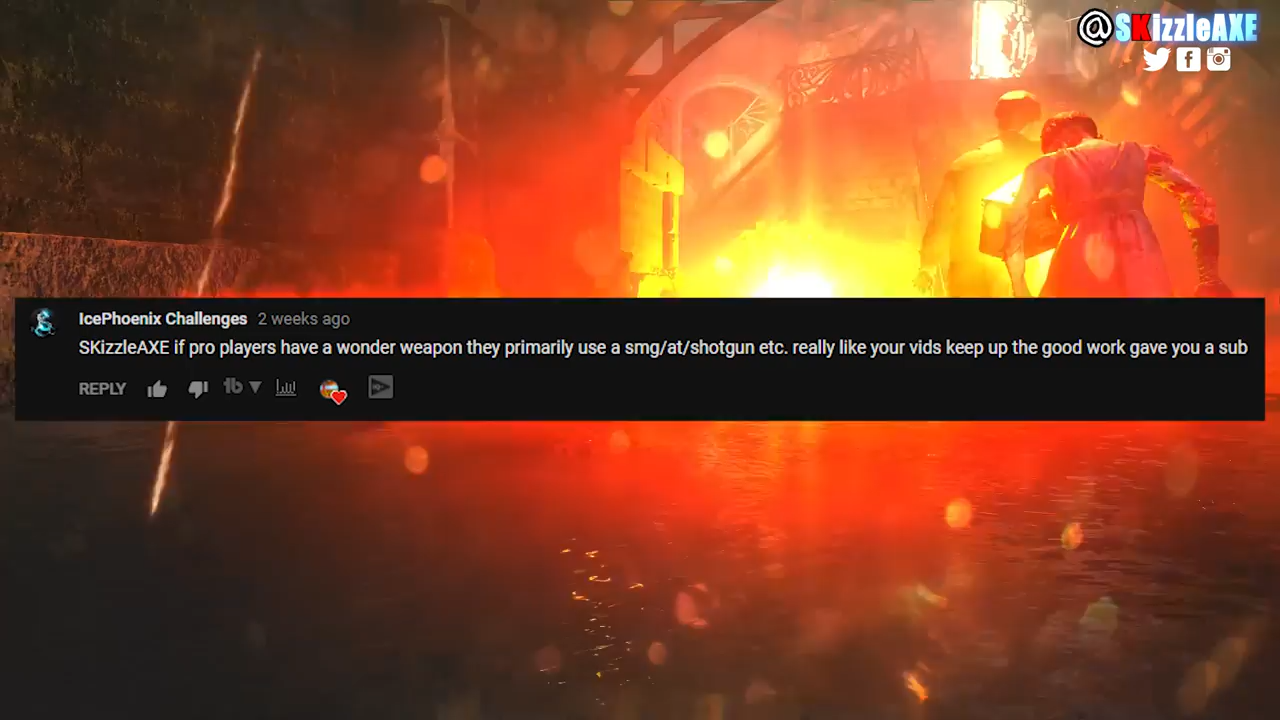 @SKizzleAXE
IcePhoenix Challenges 2 weeks ago
SKizzleAXE if pro players have a wonder weapon they primarily use a smg/at/shotgun etc. really like your vids keep up the good work gave you a sub
REPLY